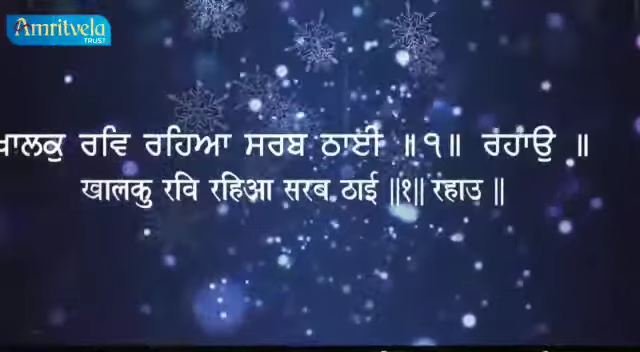 Amritvela
TRUST
ਖਾਲਕੁ ਰਵਿ ਰਹਿਆ ਸਰਬ ਠਾਈ ॥੧॥ ਰਹਾਉ ॥
खालकु रवि रहिआ सरब ठाई ||१|| रहाउ ||